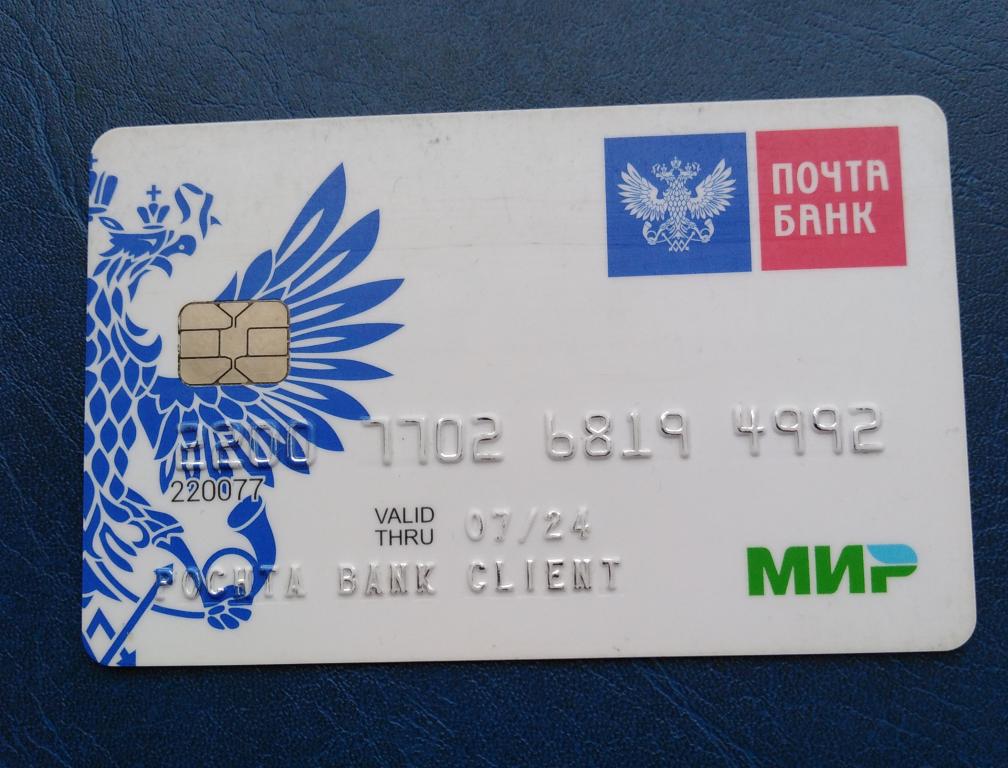 ПОЧТА
БАНК
2200 7702 6819 4992
220077
VALID
THRU
07/24
POCHTA BANK CLIENT
МИР